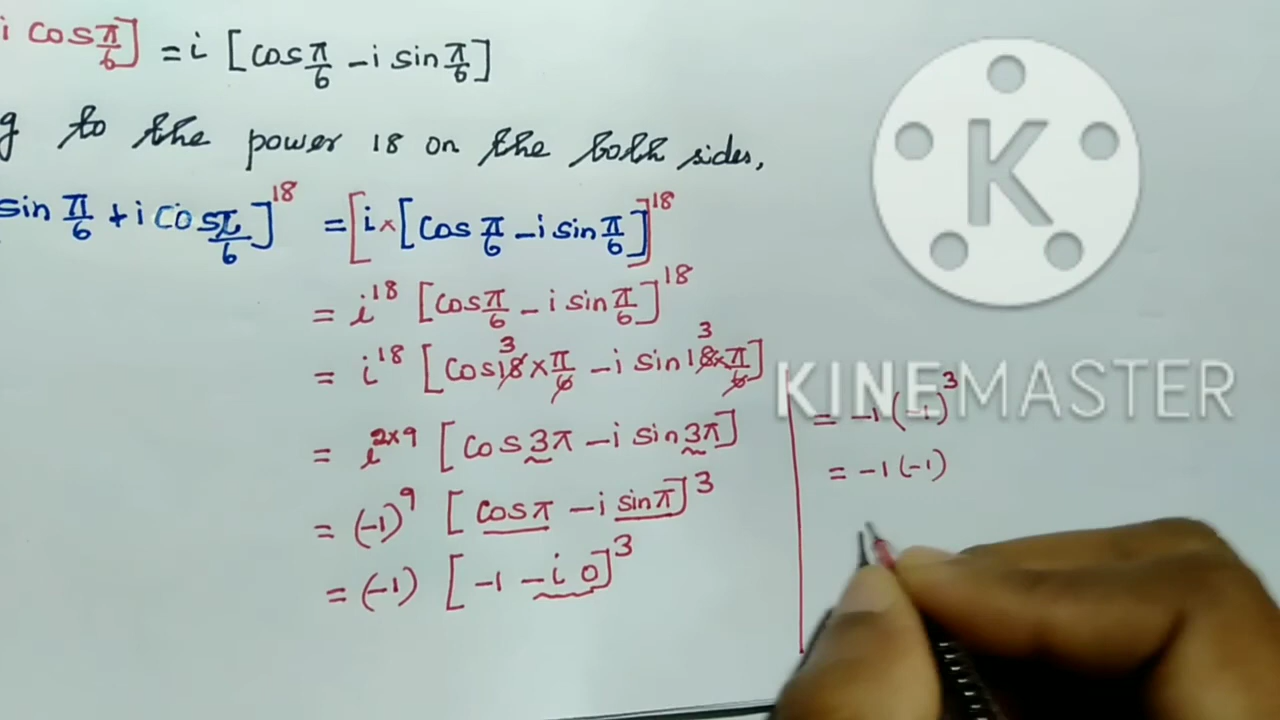 i cos π/6] = i [cos π/6 - i sin π/6]
g to the power 18 on the both sides,
sin π/6 + i cos π/6]^18 = [i × [cos π/6 - i sin π/6]]^18
= i^18 [cos π/6 - i sin π/6]^18
= i^18 [cos 18^3 × π/6 - i sin 18^3 × π/6]
= i^2×9 [cos 3π - i sin 3π]
= (-1)^9 [cos π - i sin π]^3
= (-1) [-1 - i 0]^3
= -1 (-1)^3
= -1 (-1)
K
KINEMASTER